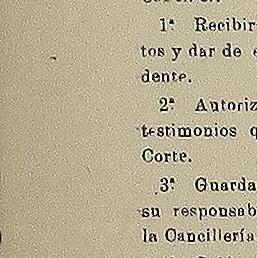 1ª Recibir
tos y dar de
dente.
2ª Autoriz
testimonios q
Corte.
3ª Guarda
su responsab
la Cancillería